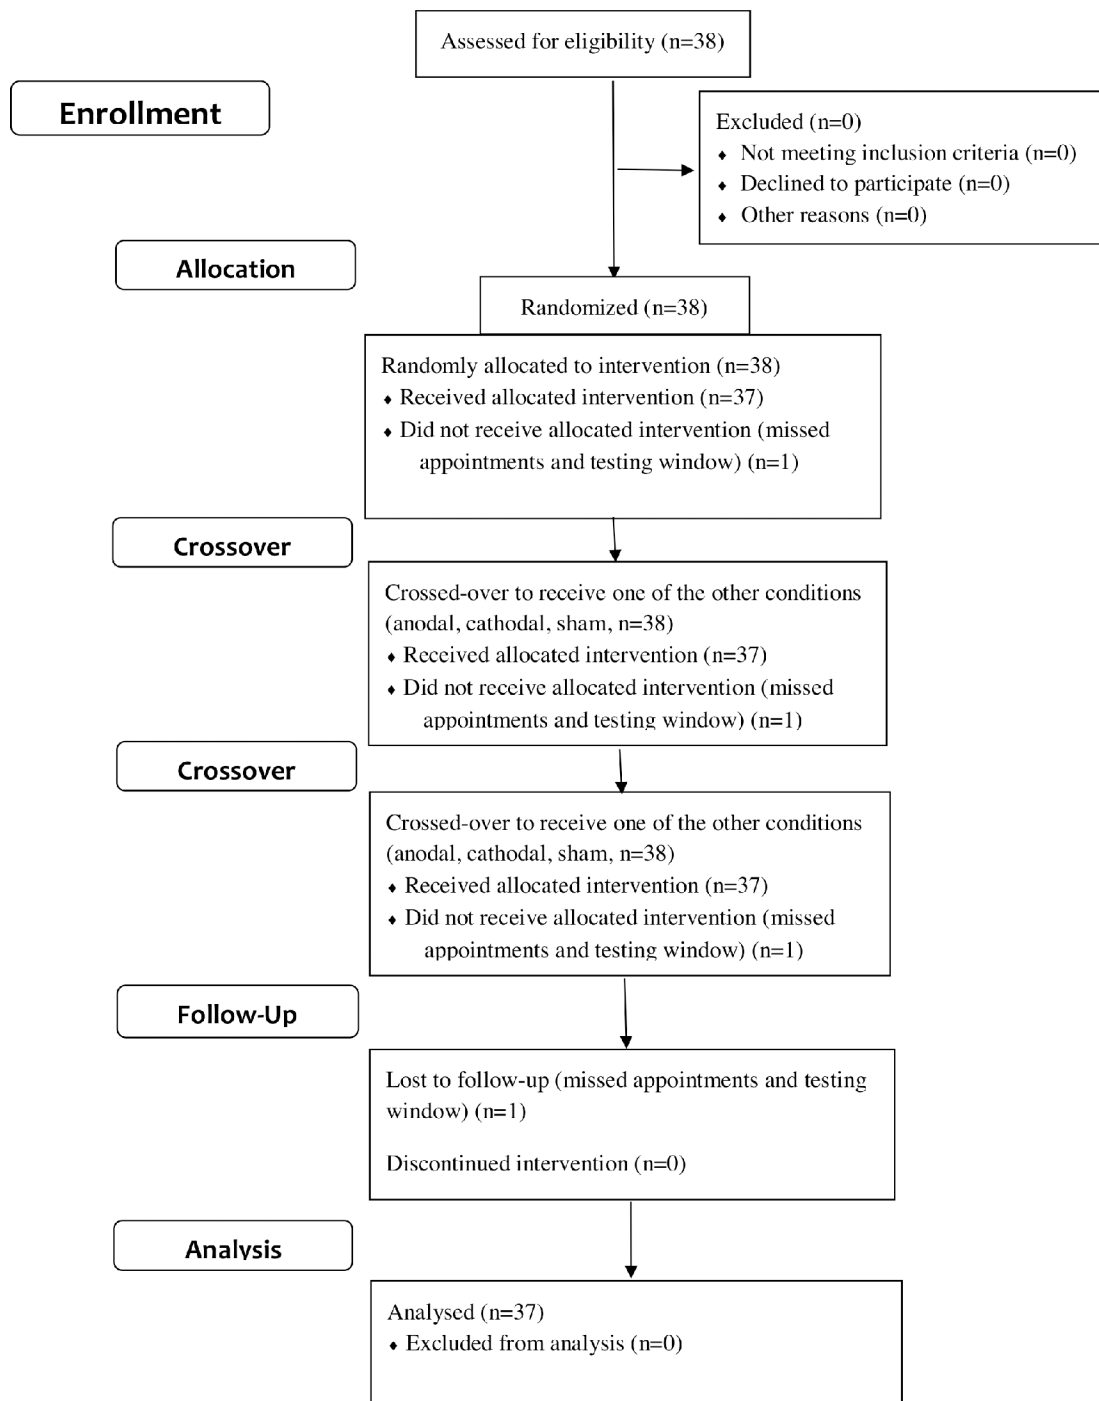 Assessed for eligibility (n=38)
Enrollment
Excluded (n=0)
♦ Not meeting inclusion criteria (n=0)
♦ Declined to participate (n=0)
♦ Other reasons (n=0)
Allocation
Randomized (n=38)
Randomly allocated to intervention (n=38)
♦ Received allocated intervention (n=37)
♦ Did not receive allocated intervention (missed
appointments and testing window) (n=1)
Crossover
Crossed-over to receive one of the other conditions
(anodal, cathodal, sham, n=38)
♦ Received allocated intervention (n=37)
♦ Did not receive allocated intervention (missed
appointments and testing window) (n=1)
Crossover
Crossed-over to receive one of the other conditions
(anodal, cathodal, sham, n=38)
♦ Received allocated intervention (n=37)
♦ Did not receive allocated intervention (missed
appointments and testing window) (n=1)
Follow-Up
Lost to follow-up (missed appointments and testing
window) (n=1)
Discontinued intervention (n=0)
Analysis
Analysed (n=37)
♦ Excluded from analysis (n=0)